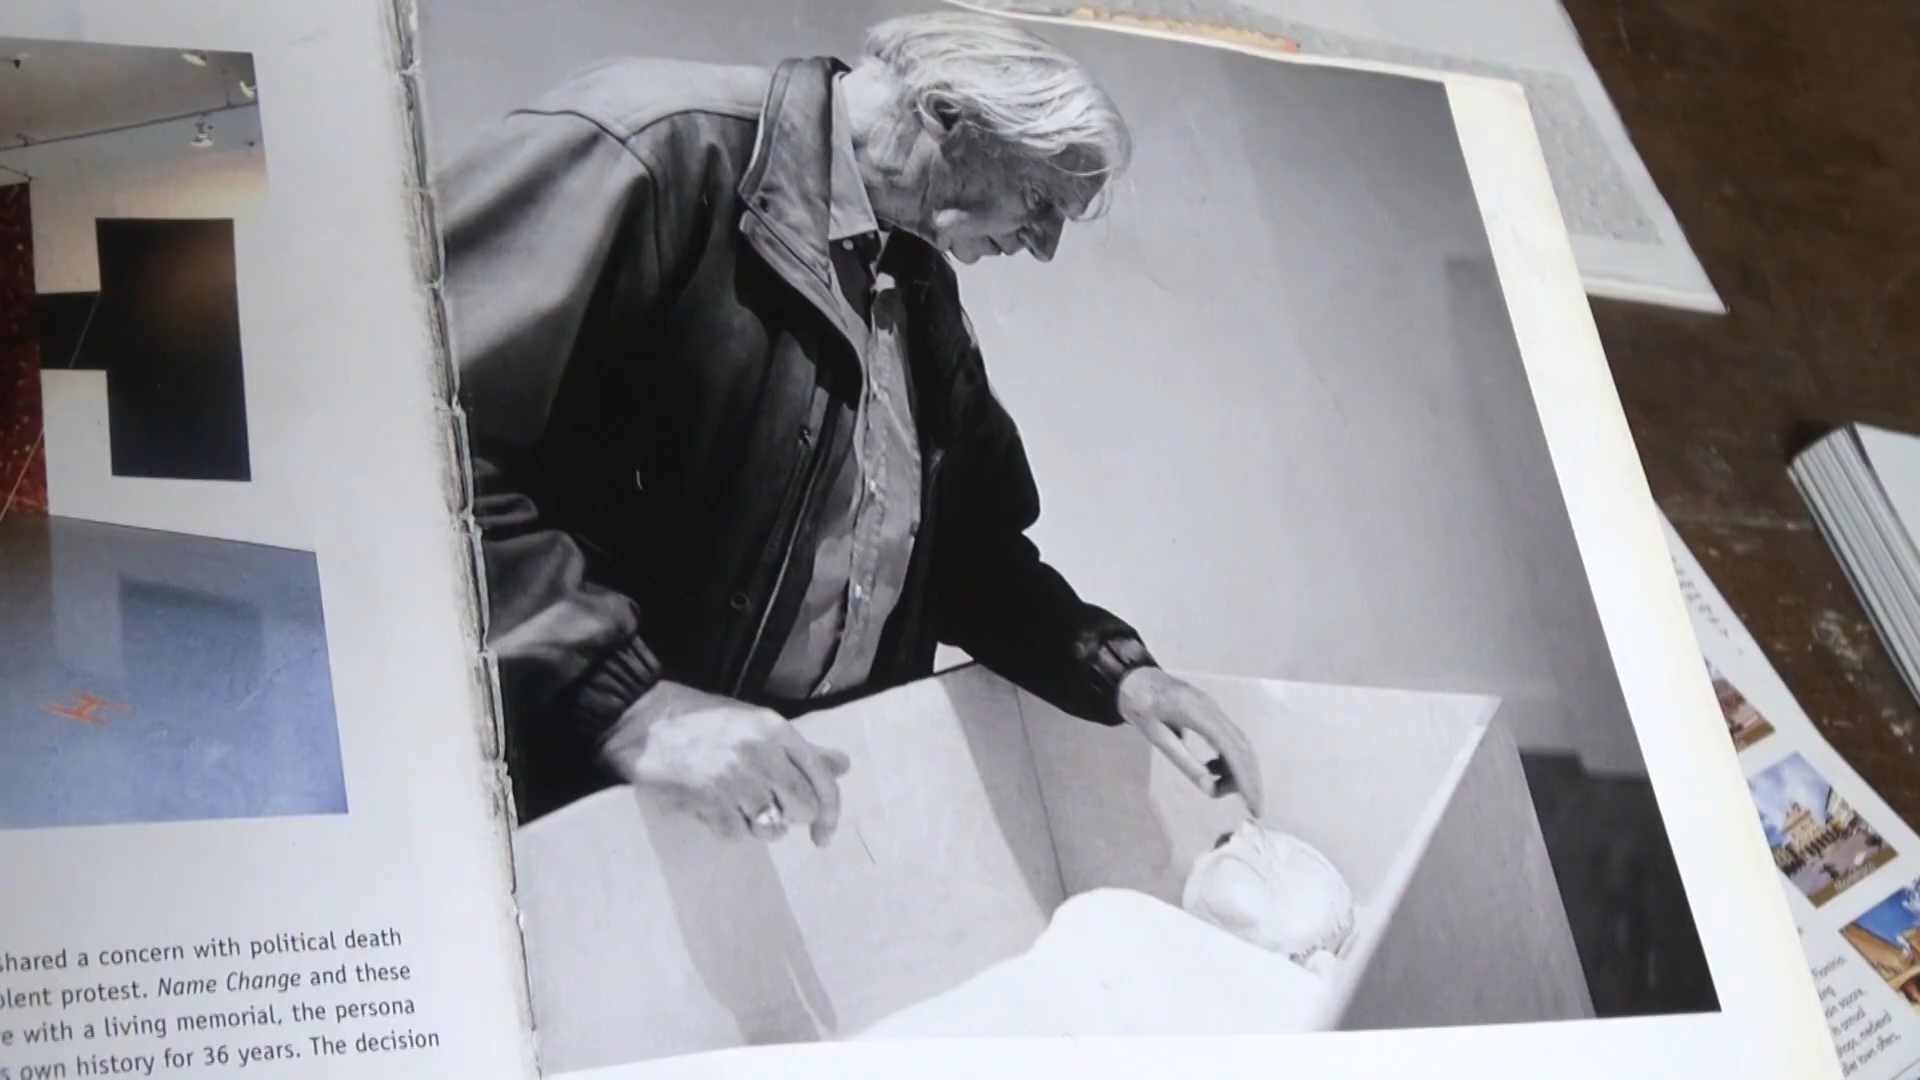 shared a concern with political death
olent protest. Name Change and these
e with a living memorial, the persona
s own history for 36 years. The decision